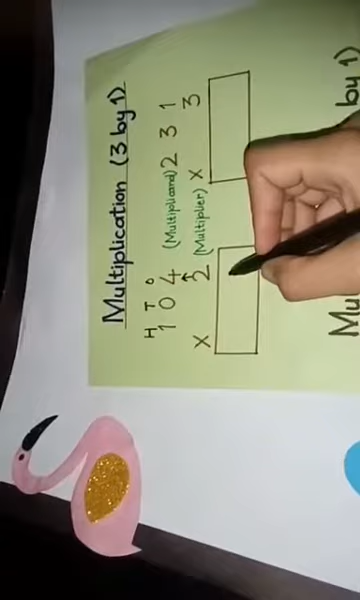 Multiplication (3 by 1)
H T O
1 0 4 (Multiplicand) 2 3 1
× 2 (Multiplier) × 3
by 1)
Mu